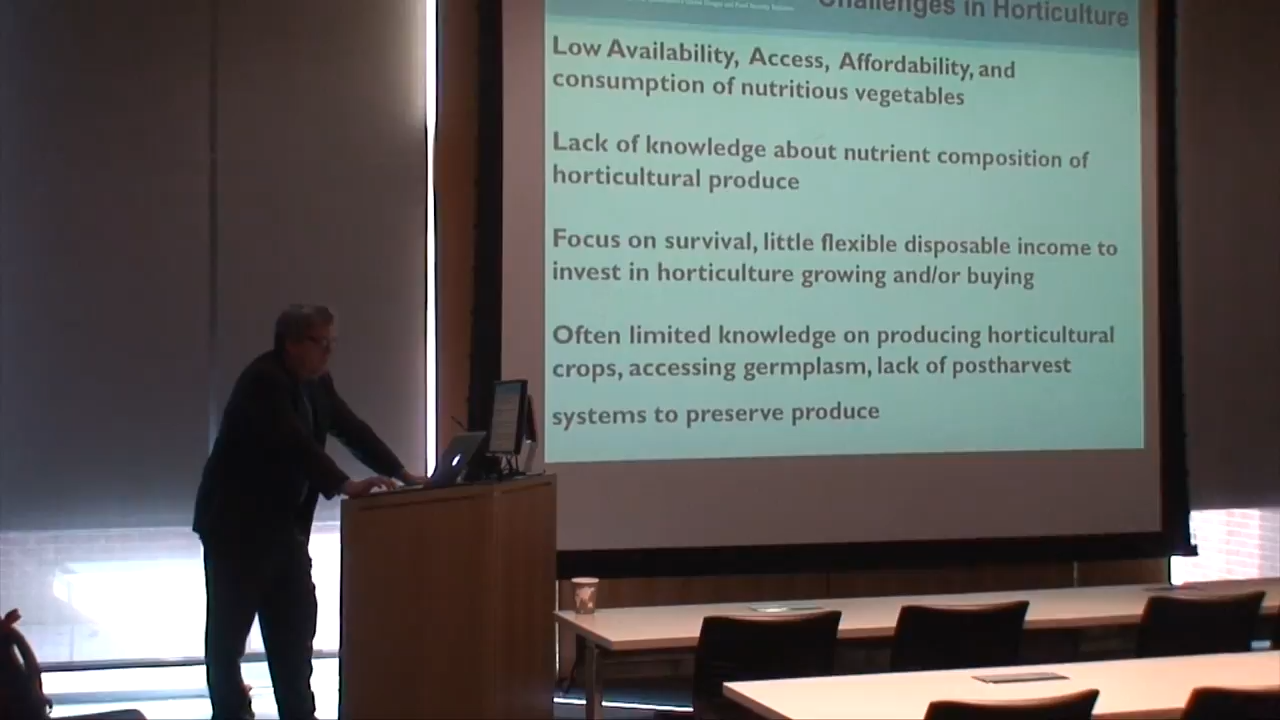 Challenges in Horticulture
Low Availability, Access, Affordability, and
consumption of nutritious vegetables
Lack of knowledge about nutrient composition of
horticultural produce
Focus on survival, little flexible disposable income to
invest in horticulture growing and/or buying
Often limited knowledge on producing horticultural
crops, accessing germplasm, lack of postharvest
systems to preserve produce